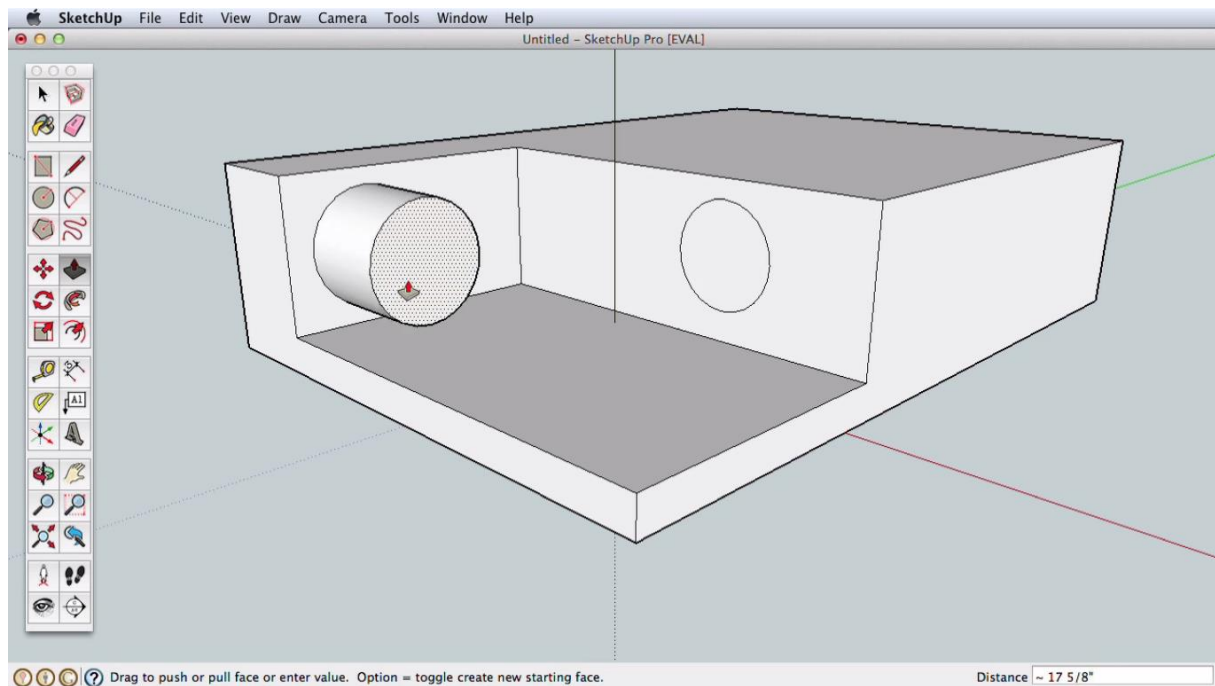 SketchUp File Edit View Draw Camera Tools Window Help
Untitled – SketchUp Pro [EVAL]
A1
Drag to push or pull face or enter value. Option = toggle create new starting face.
Distance ~ 17 5/8"